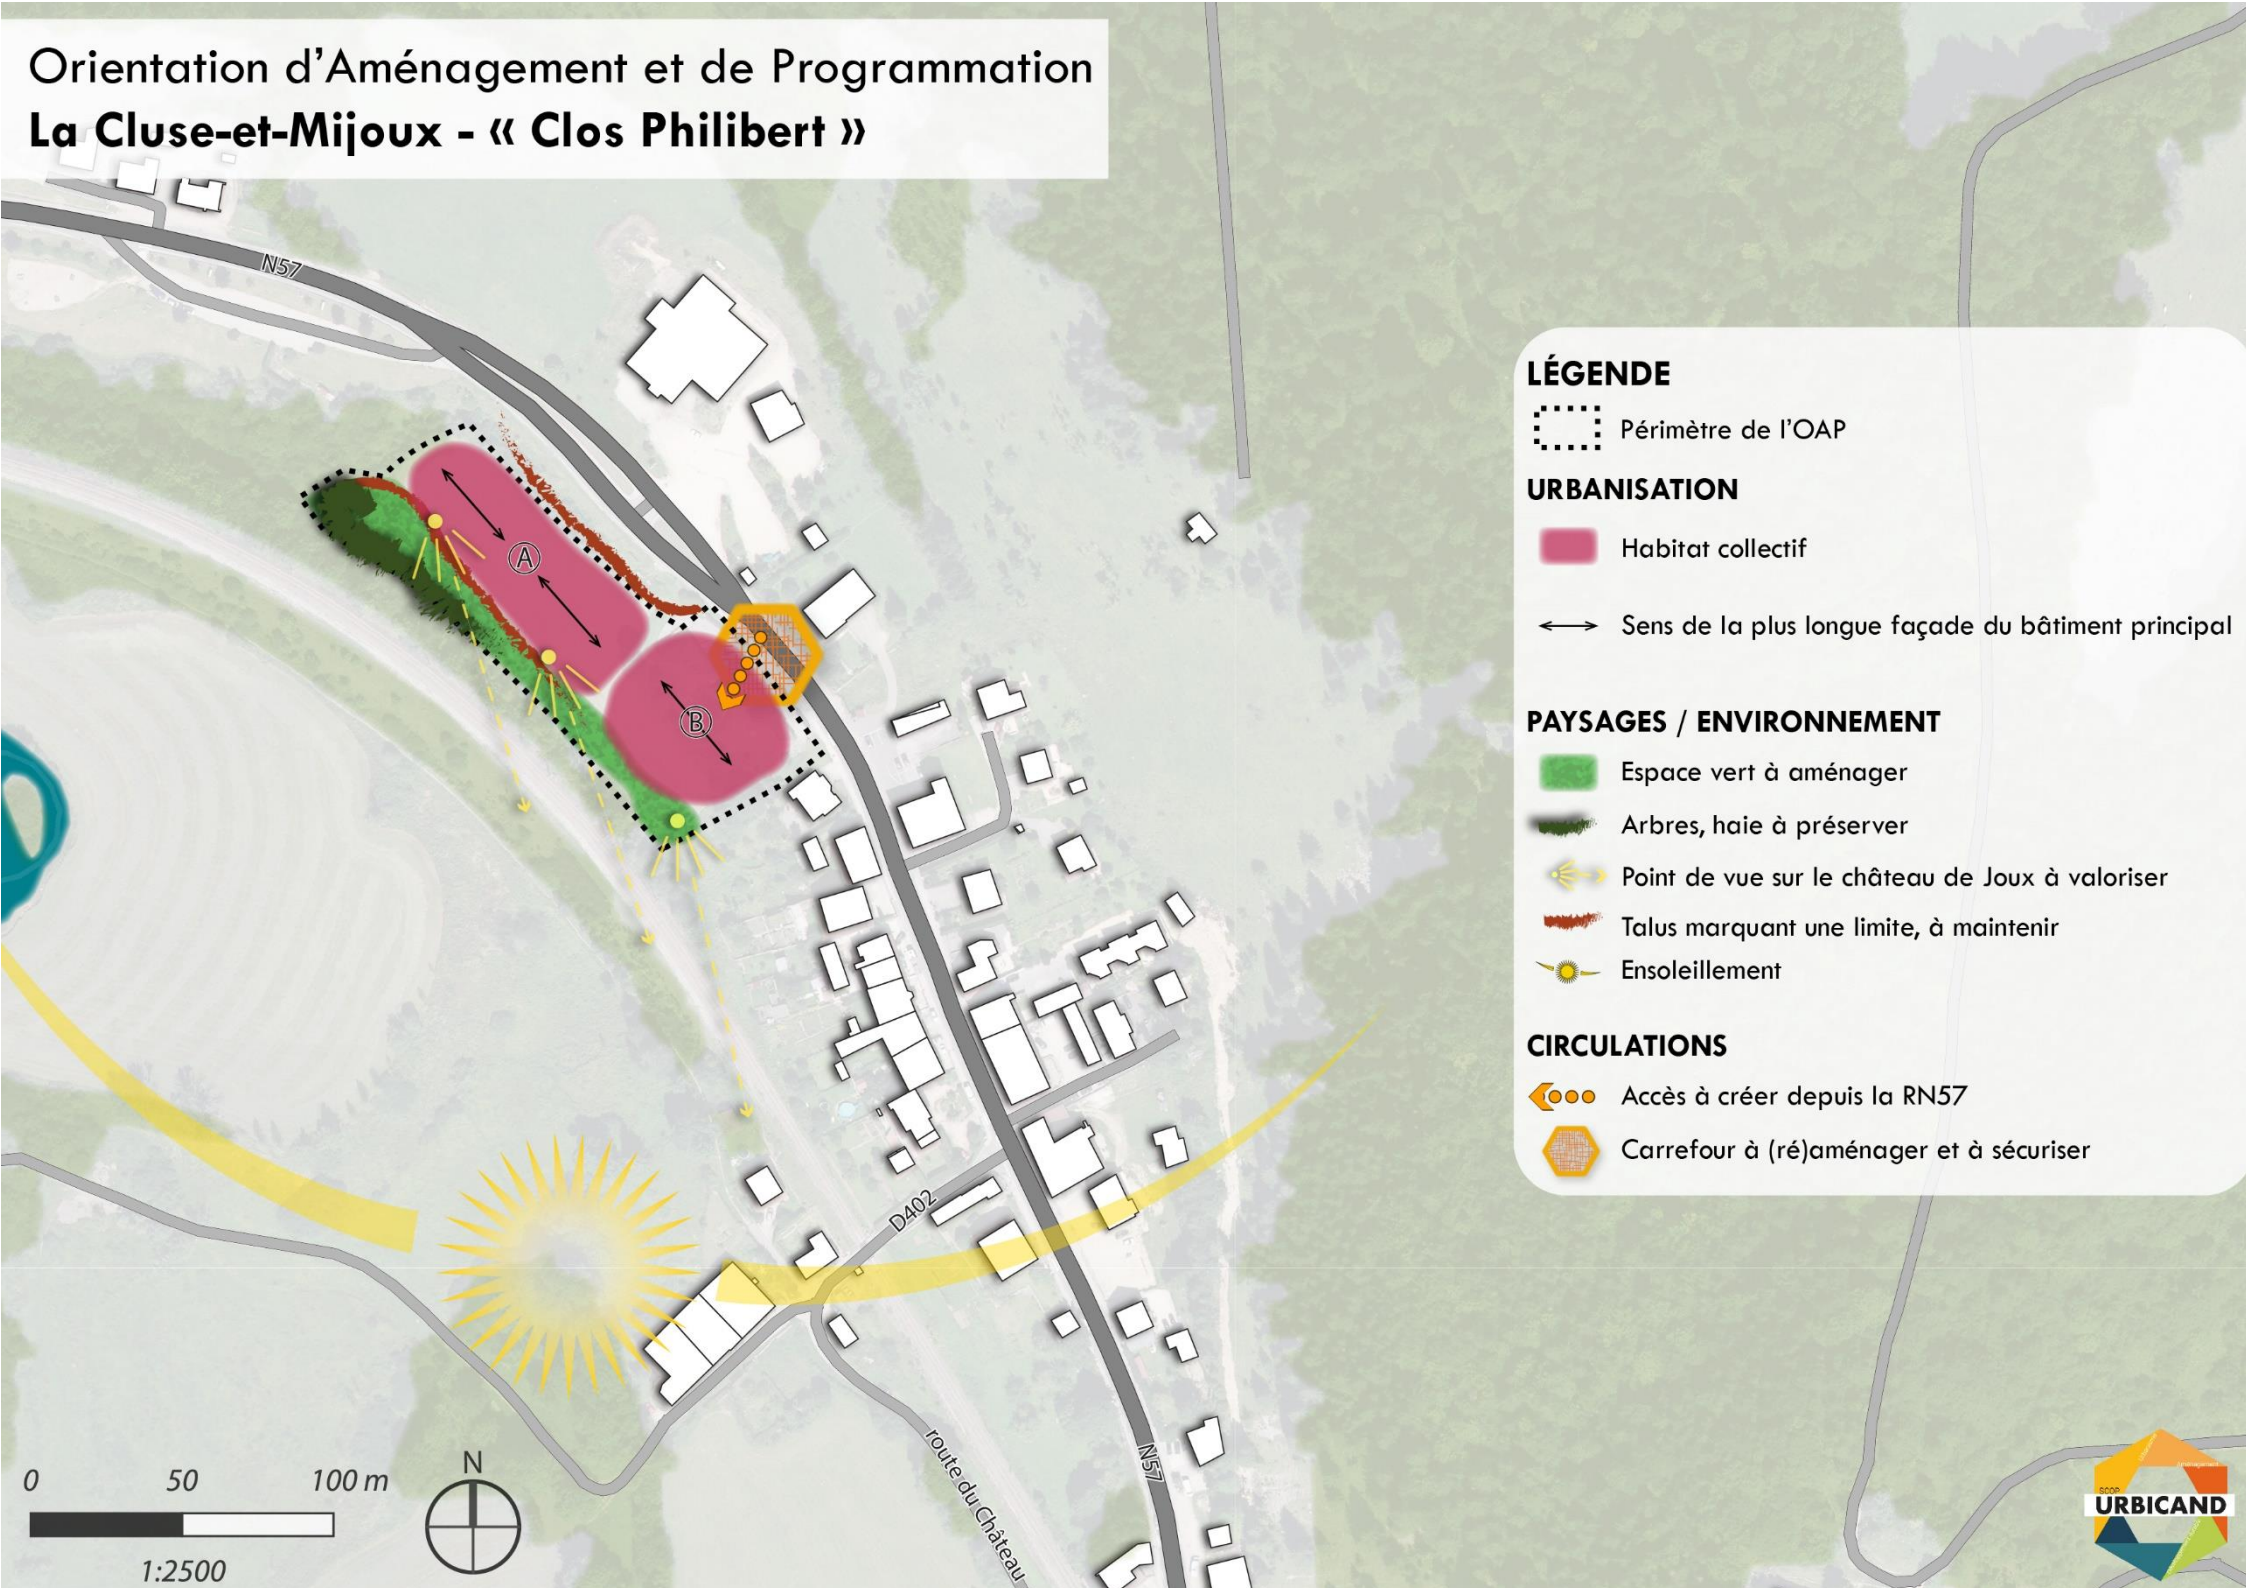 Orientation d'Aménagement et de Programmation
La Cluse-et-Mijoux - « Clos Philibert »
N57
A
B
D402
route du Château
N57
LÉGENDE
Périmètre de l'OAP
URBANISATION
Habitat collectif
Sens de la plus longue façade du bâtiment principal
PAYSAGES / ENVIRONNEMENT
Espace vert à aménager
Arbres, haie à préserver
Point de vue sur le château de Joux à valoriser
Talus marquant une limite, à maintenir
Ensoleillement
CIRCULATIONS
Accès à créer depuis la RN57
Carrefour à (ré)aménager et à sécuriser
0 50 100 m
1:2500
N
SCOP
URBICAND